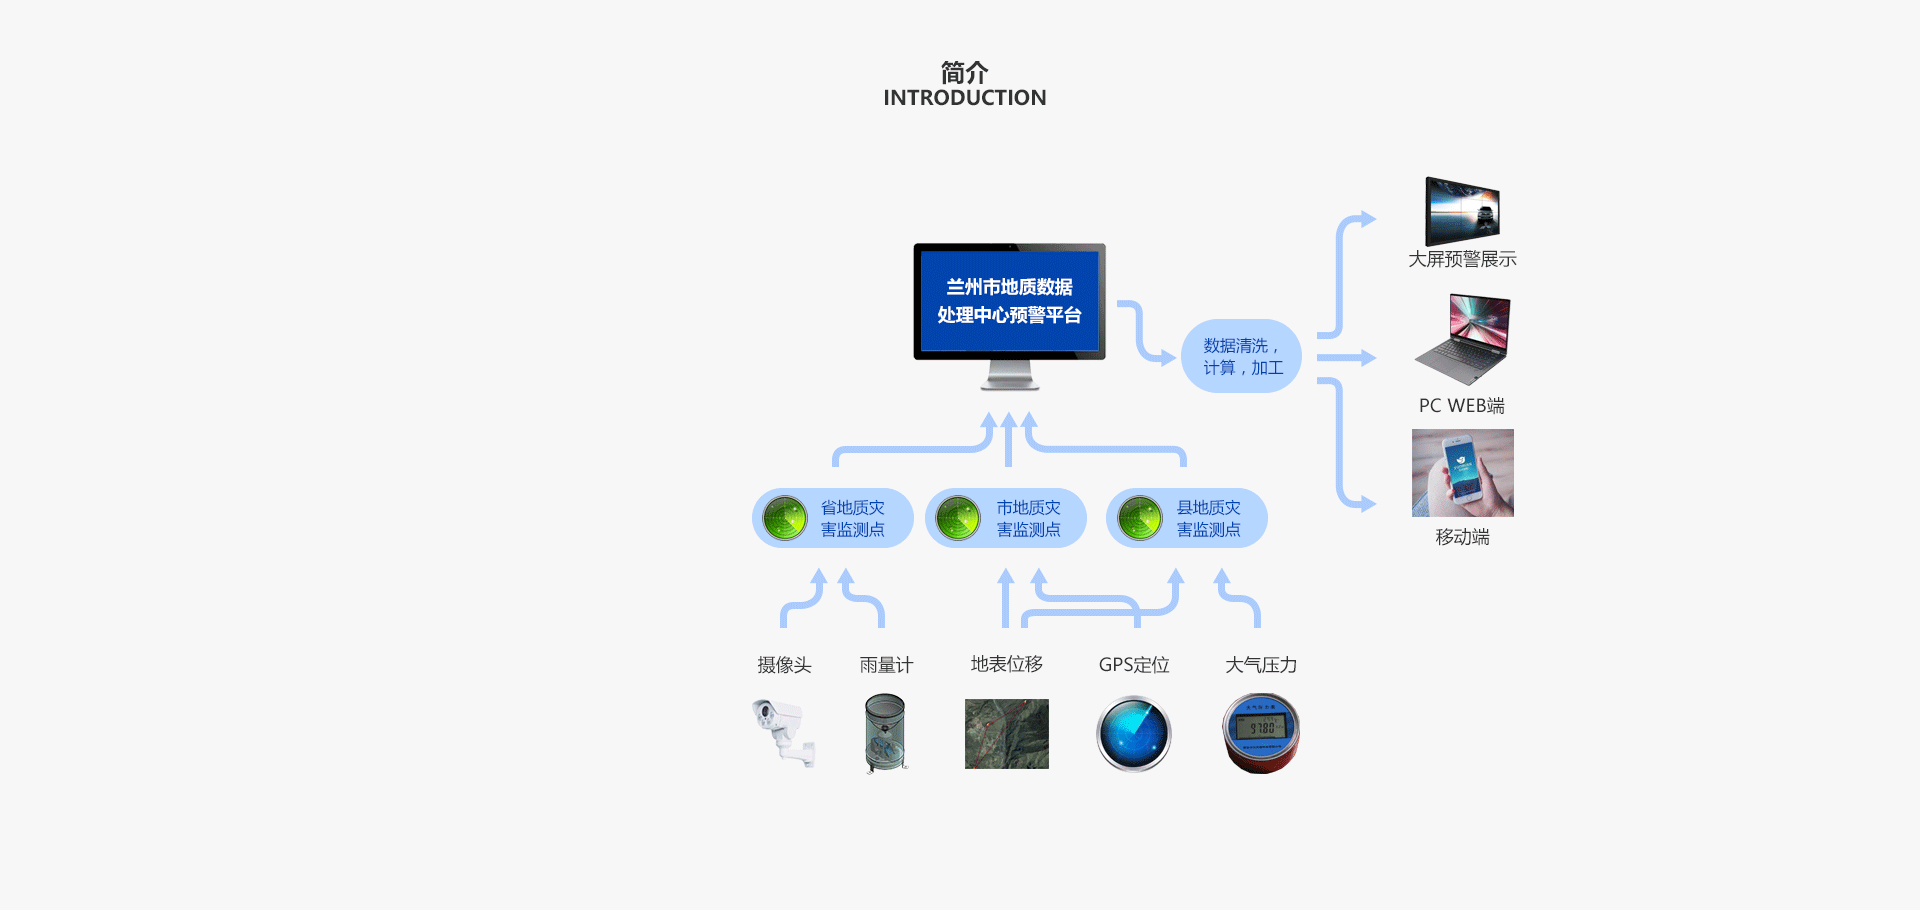 简介
INTRODUCTION
大屏预警展示
兰州市地质数据
处理中心预警平台
数据清洗，
计算，加工
PC WEB端
移动端
省地质灾
害监测点
市地质灾
害监测点
县地质灾
害监测点
摄像头
雨量计
地表位移
GPS定位
大气压力